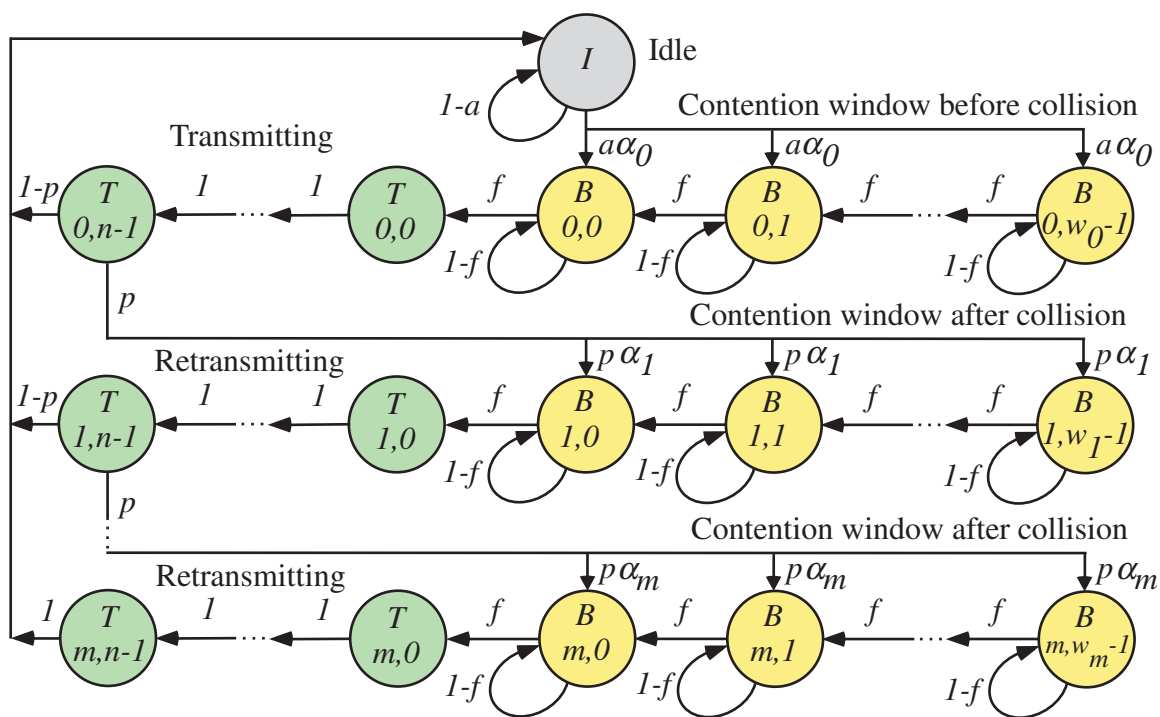 I
Idle
1-a
Contention window before collision
Transmitting
aα₀ aα₀ aα₀
1-p 1 ... 1 f f f ... f
T 0,n-1
T 0,0
B 0,0
B 0,1
B 0,w₀-1
1-f 1-f 1-f
p
Contention window after collision
Retransmitting
pα₁ pα₁ pα₁
1-p 1 ... 1 f f f ... f
T 1,n-1
T 1,0
B 1,0
B 1,1
B 1,w₁-1
1-f 1-f 1-f
p
Contention window after collision
Retransmitting
pαₘ pαₘ pαₘ
1 1 ... 1 f f f ... f
T m,n-1
T m,0
B m,0
B m,1
B m,wₘ-1
1-f 1-f 1-f